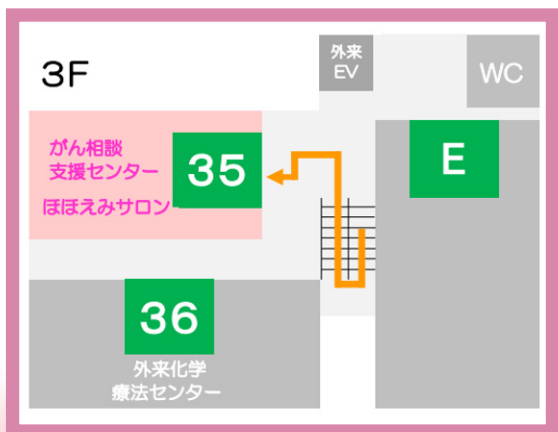 3F
外来
EV
WC
がん相談
支援センター
ほほえみサロン
35
E
36
外来化学
療法センター